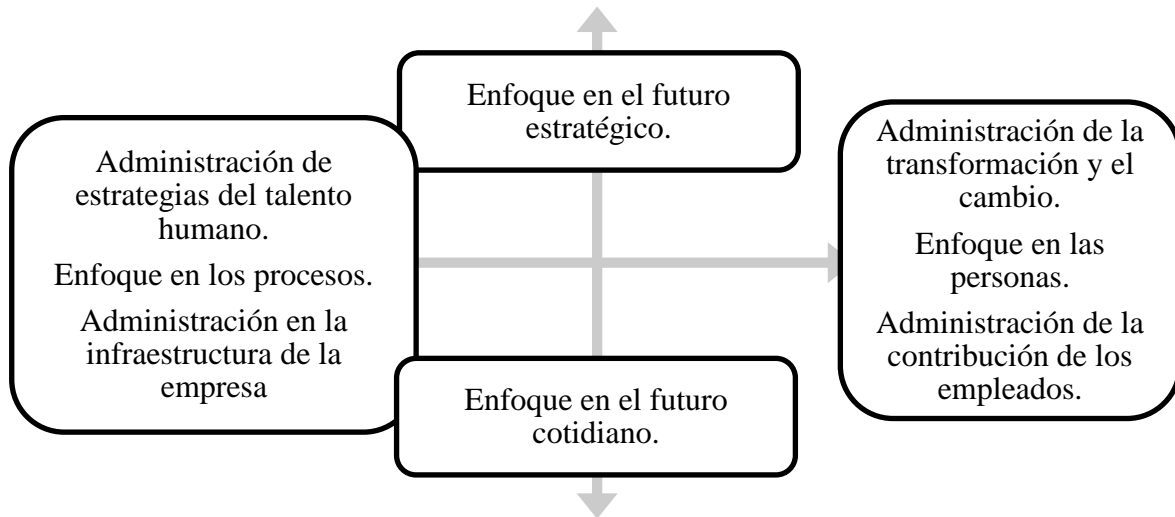 Enfoque en el futuro
estratégico.
Administración de
estrategias del talento
humano.
Enfoque en los procesos.
Administración en la
infraestructura de la
empresa
Administración de la
transformación y el
cambio.
Enfoque en las
personas.
Administración de la
contribución de los
empleados.
Enfoque en el futuro
cotidiano.